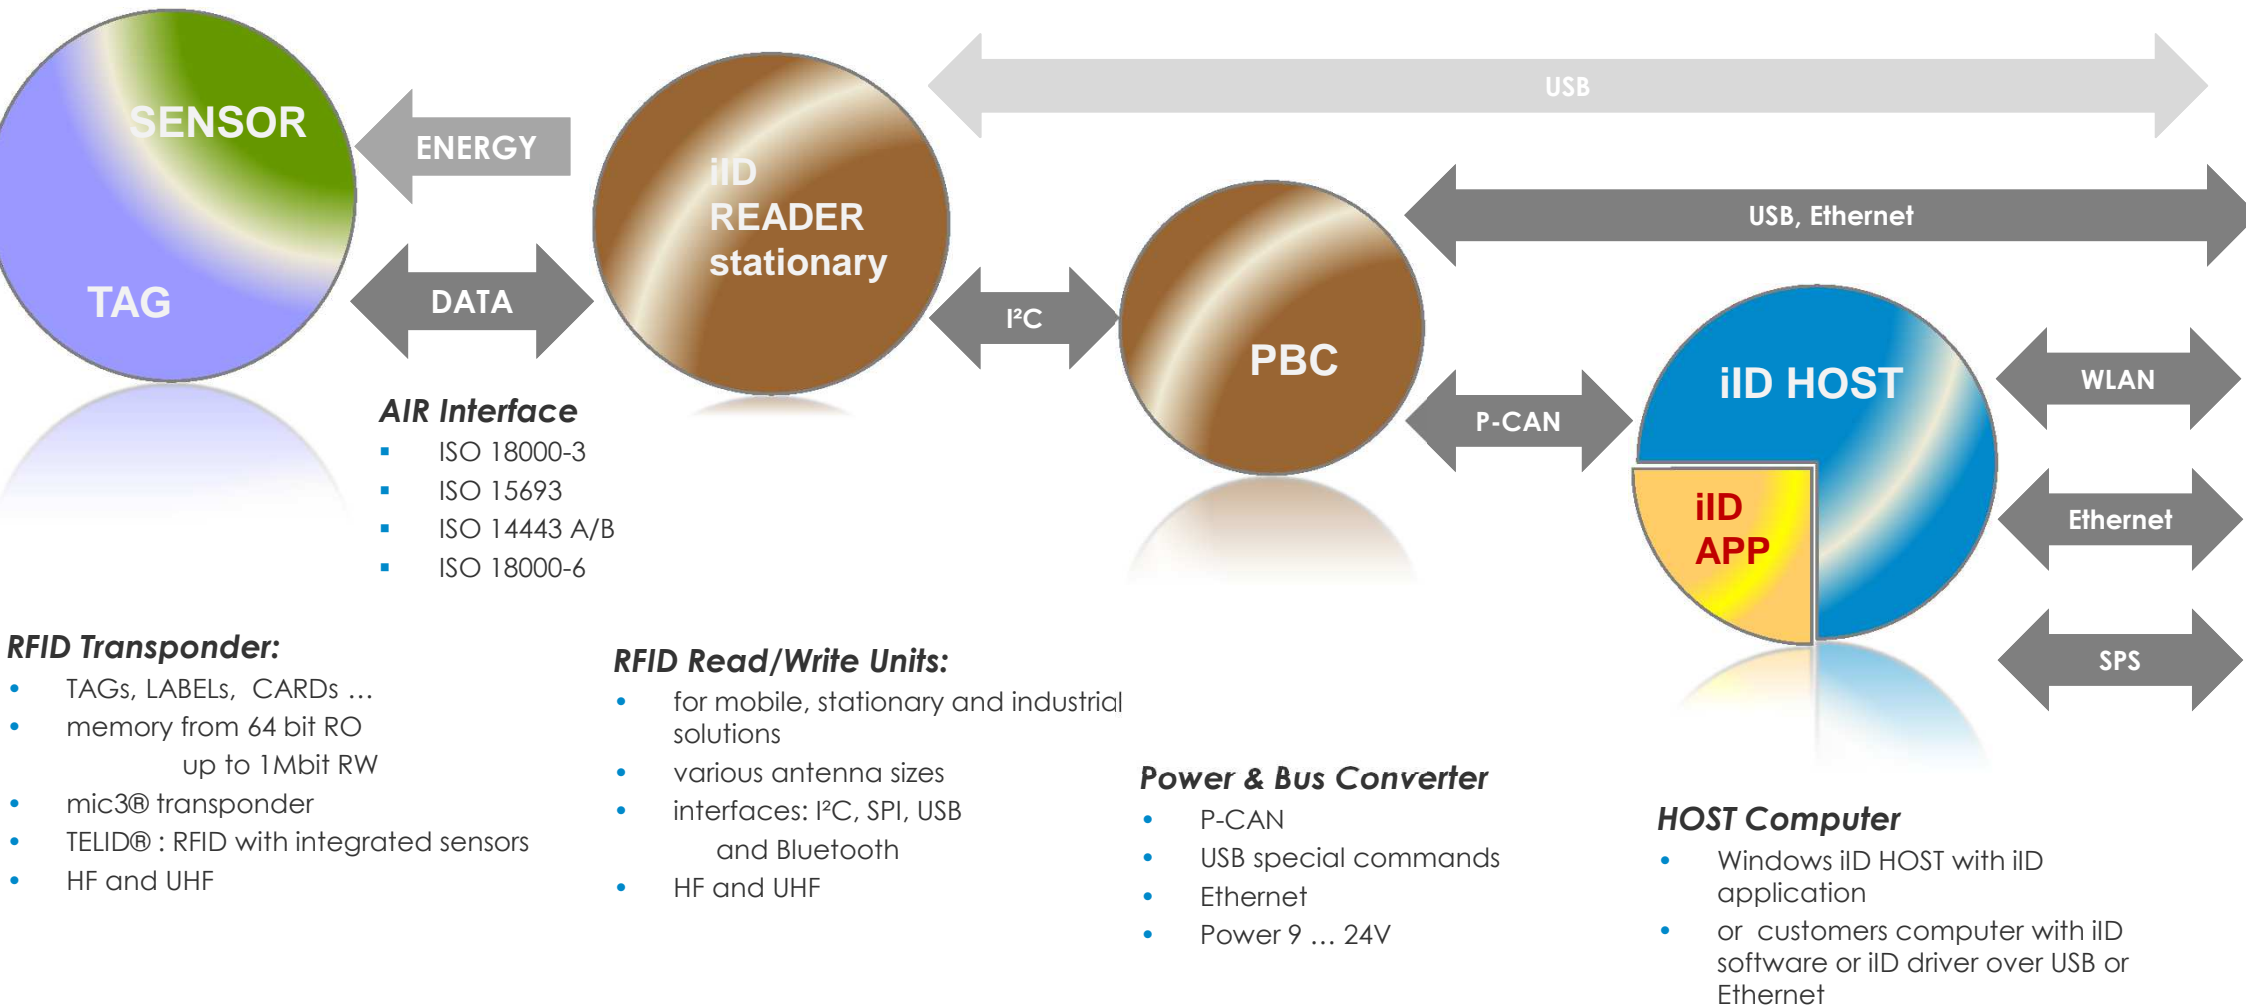 SENSOR
TAG
ENERGY
DATA
iID
READER
stationary
USB
USB, Ethernet
I²C
PBC
P-CAN
iID HOST
iID
APP
WLAN
Ethernet
SPS
AIR Interface
ISO 18000-3
ISO 15693
ISO 14443 A/B
ISO 18000-6
RFID Transponder:
TAGs, LABELs, CARDs …
memory from 64 bit RO
up to 1Mbit RW
mic3® transponder
TELID® : RFID with integrated sensors
HF and UHF
RFID Read/Write Units:
for mobile, stationary and industrial
solutions
various antenna sizes
interfaces: I²C, SPI, USB
and Bluetooth
HF and UHF
Power & Bus Converter
P-CAN
USB special commands
Ethernet
Power 9 … 24V
HOST Computer
Windows iID HOST with iID
application
or customers computer with iID
software or iID driver over USB or
Ethernet